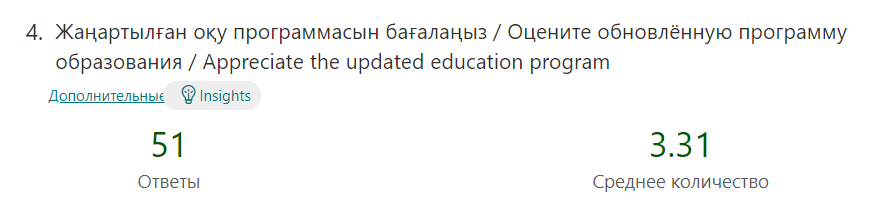 4. Жаңартылған оқу программасын бағалаңыз / Оцените обновлённую программу
образования / Appreciate the updated education program
Дополнительные Insights
51 3.31
Ответы Среднее количество